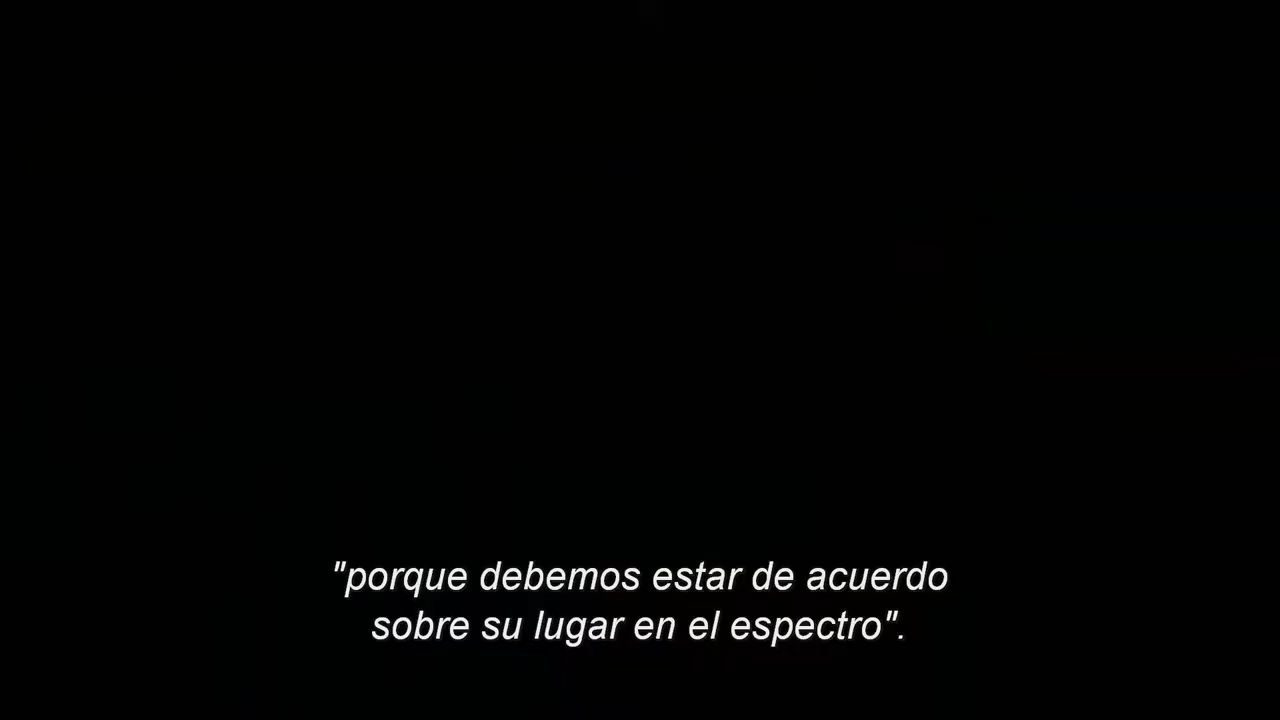 "porque debemos estar de acuerdo
sobre su lugar en el espectro".